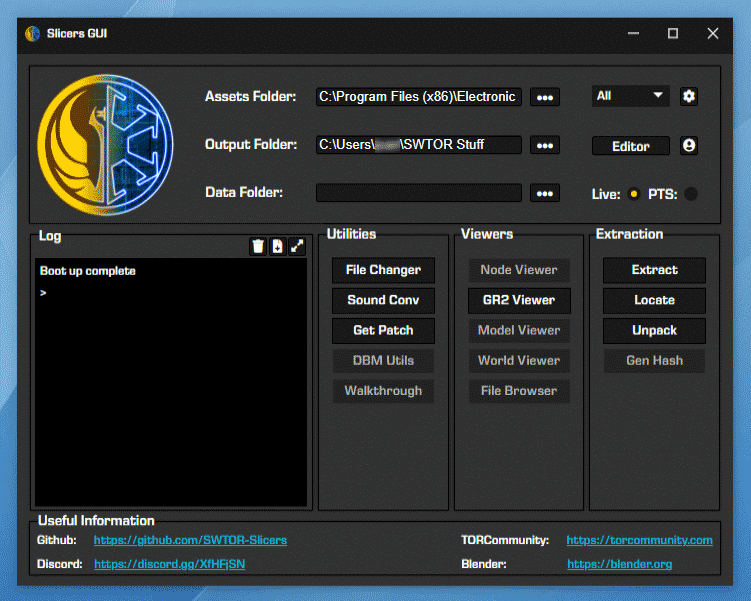 Slicers GUI
Assets Folder: C:\Program Files (x86)\Electronic ••• All
Output Folder: C:\Users\ \SWTOR Stuff ••• Editor
Data Folder: ••• Live: PTS:
Log
Boot up complete
>
Utilities
File Changer
Sound Conv
Get Patch
DBM Utils
Walkthrough
Viewers
Node Viewer
GR2 Viewer
Model Viewer
World Viewer
File Browser
Extraction
Extract
Locate
Unpack
Gen Hash
Useful Information
Github: https://github.com/SWTOR-Slicers TORCommunity: https://torcommunity.com
Discord: https://discord.gg/XfHFjSN Blender: https://blender.org